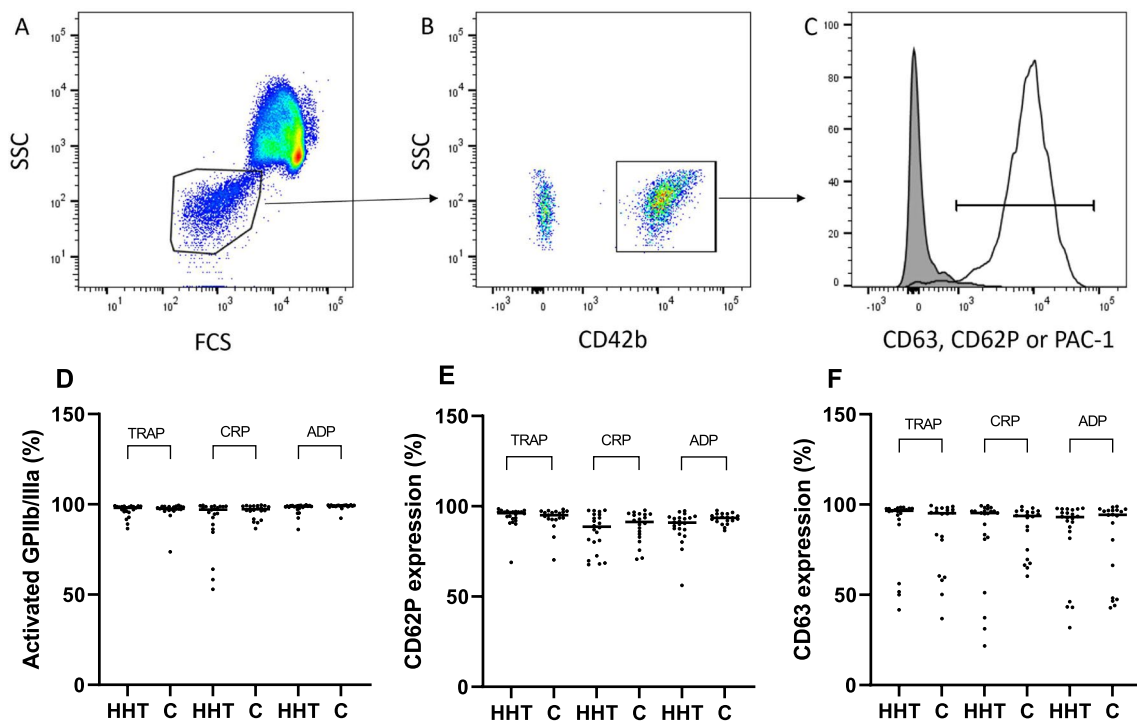 A
SSC
10^5
10^4
10^3
10^2
10^1
10^1 10^2 10^3 10^4 10^5
FCS
B
SSC
10^5
10^4
10^3
10^2
10^1
-10^3 0 10^3 10^4 10^5
CD42b
C
100
80
60
40
20
0
-10^3 0 10^3 10^4 10^5
CD63, CD62P or PAC-1
D
Activated GPIIb/IIIa (%)
150
100
50
0
TRAP CRP ADP
HHT C HHT C HHT C
E
CD62P expression (%)
150
100
50
0
TRAP CRP ADP
HHT C HHT C HHT C
F
CD63 expression (%)
150
100
50
0
TRAP CRP ADP
HHT C HHT C HHT C